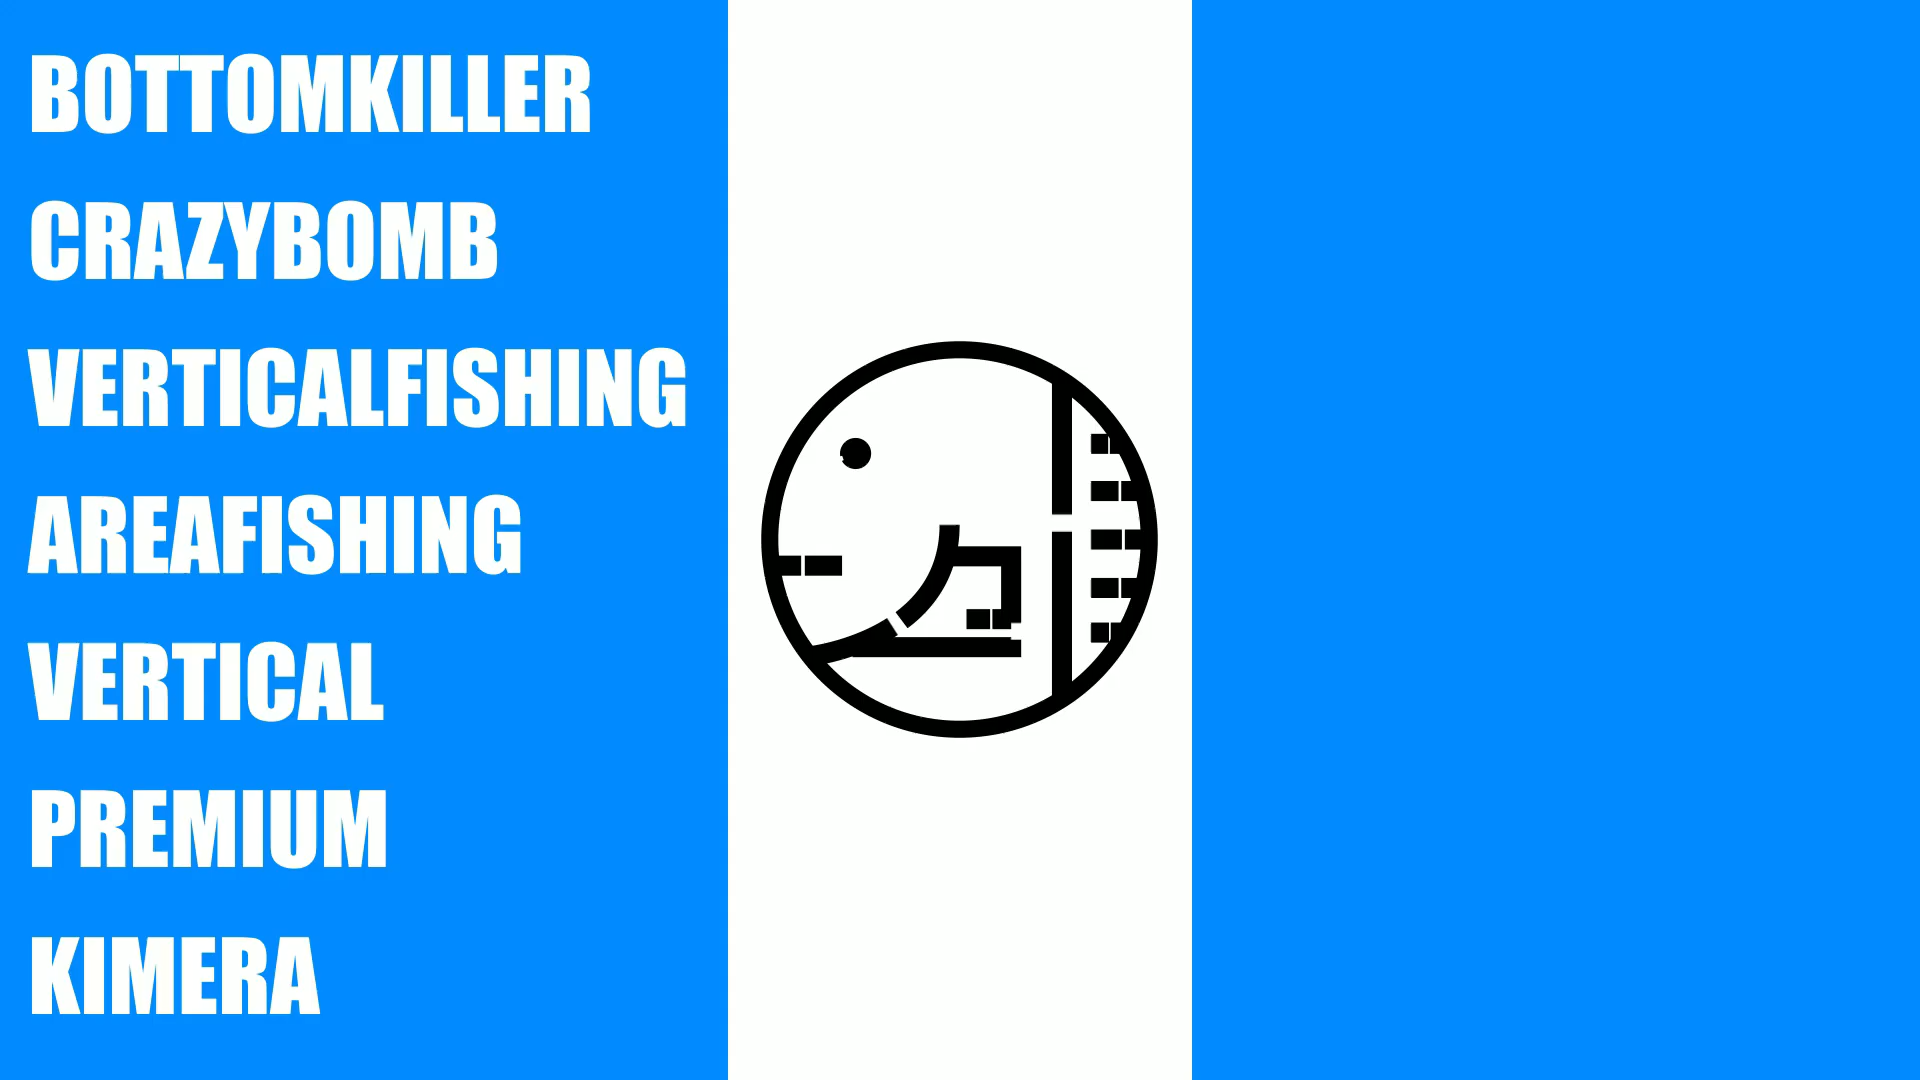 BOTTOMKILLER
CRAZYBOMB
VERTICALFISHING
AREAFISHING
VERTICAL
PREMIUM
KIMERA